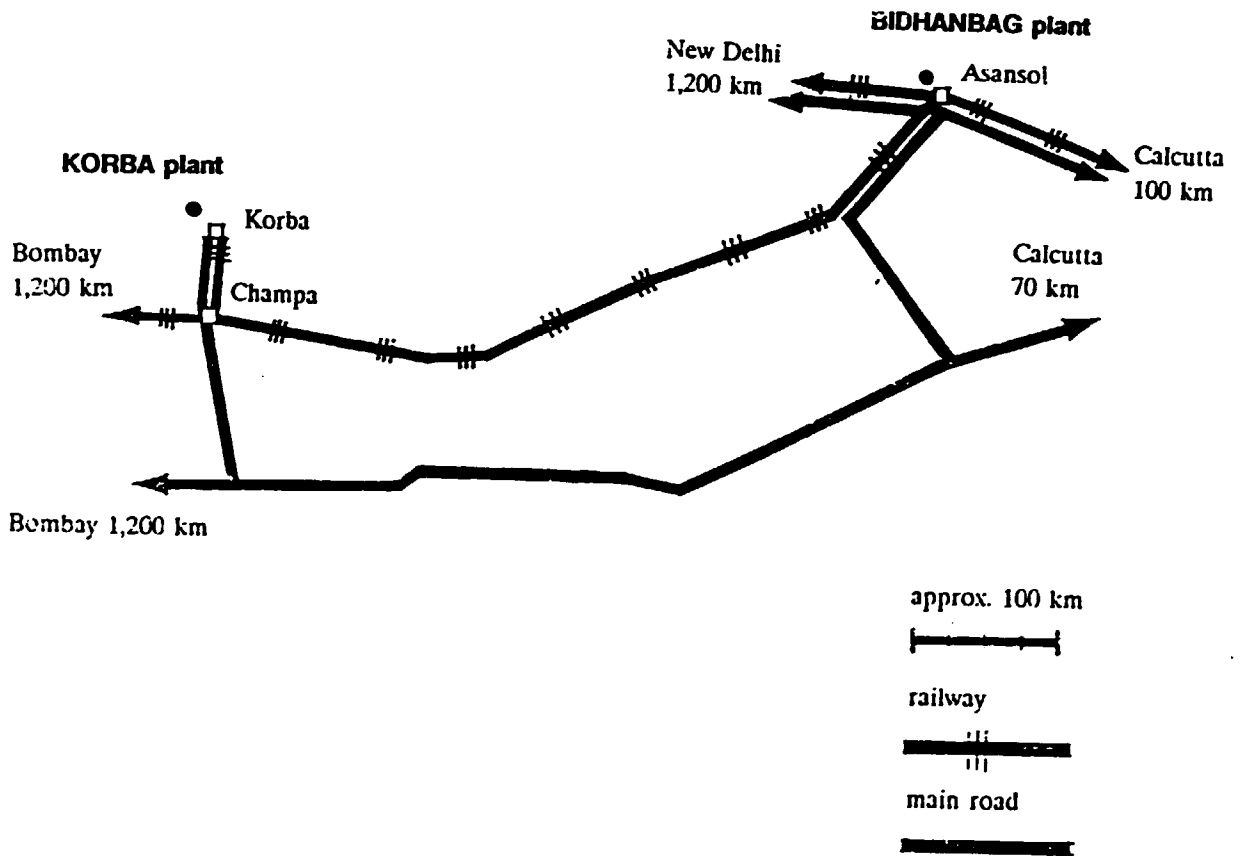 BIDHANBAG plant
New Delhi
1,200 km
Asansol
Calcutta
100 km
KORBA plant
Korba
Bombay
1,200 km
Champa
Calcutta
70 km
Bombay 1,200 km
approx. 100 km
railway
main road